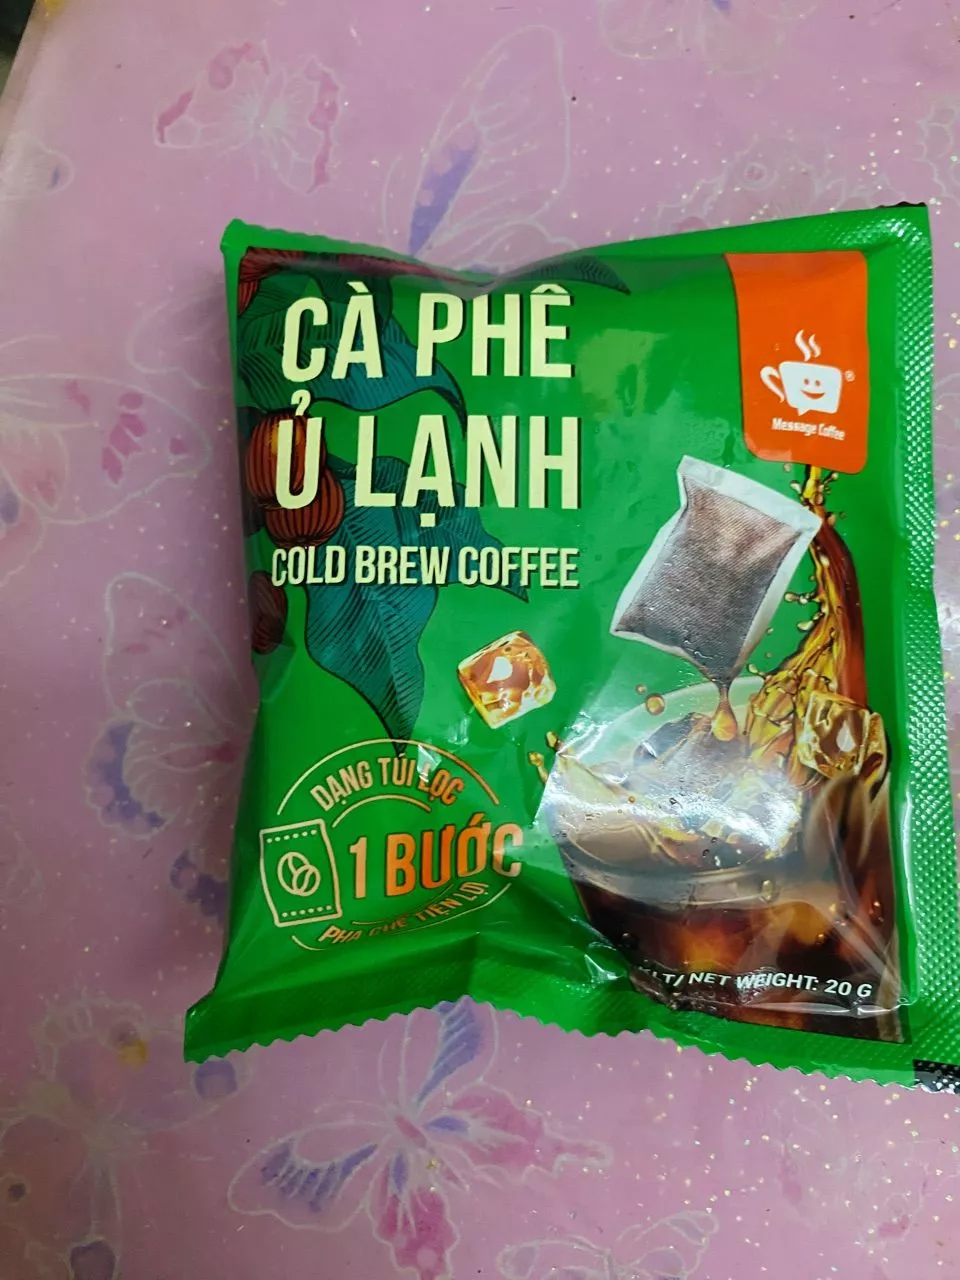 CÀ PHÊ
Ủ LẠNH
COLD BREW COFFEE
Message Coffee
®
DẠNG TÚI LỌC
1 BƯỚC
PHA CHẾ TIỆN LỢI
NET WEIGHT: 20 G